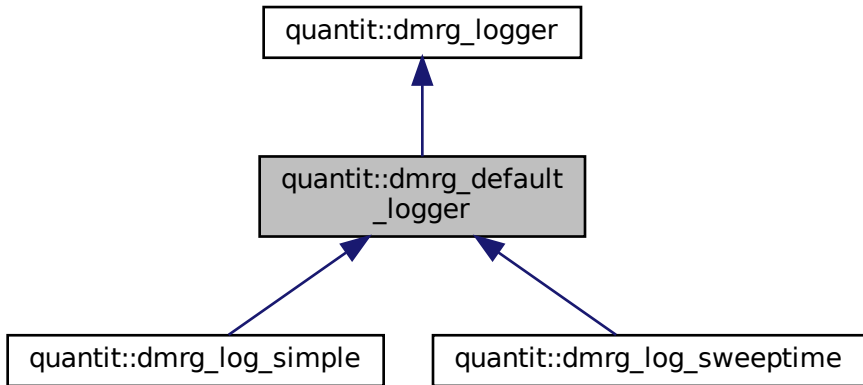 quantit::dmrg_logger
quantit::dmrg_default
_logger
quantit::dmrg_log_simple
quantit::dmrg_log_sweeptime